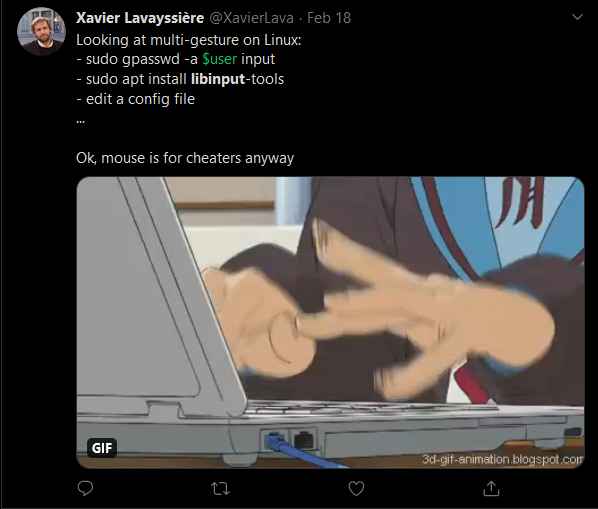 Xavier Lavayssière @XavierLava · Feb 18
Looking at multi-gesture on Linux:
- sudo gpasswd -a $user input
- sudo apt install libinput-tools
- edit a config file
...
Ok, mouse is for cheaters anyway
GIF
3d-gif-animation.blogspot.com